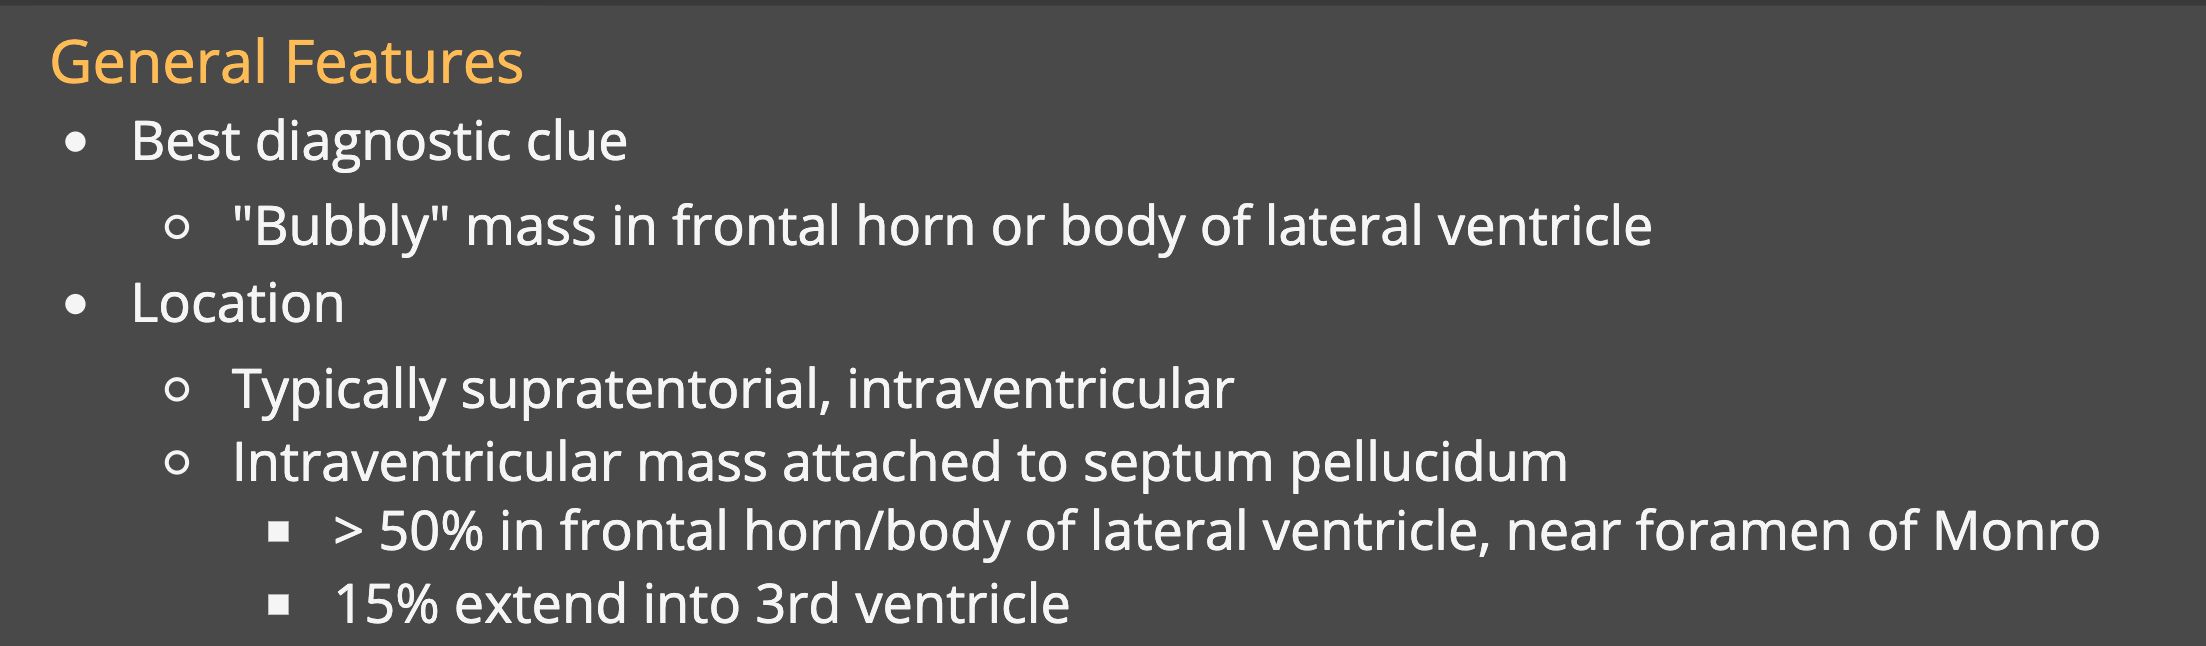 General Features
• Best diagnostic clue
○ "Bubbly" mass in frontal horn or body of lateral ventricle
• Location
○ Typically supratentorial, intraventricular
○ Intraventricular mass attached to septum pellucidum
■ > 50% in frontal horn/body of lateral ventricle, near foramen of Monro
■ 15% extend into 3rd ventricle